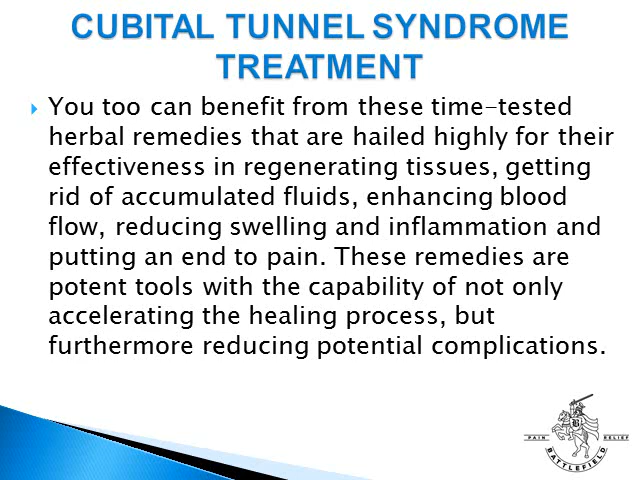 CUBITAL TUNNEL SYNDROME
TREATMENT
You too can benefit from these time-tested
herbal remedies that are hailed highly for their
effectiveness in regenerating tissues, getting
rid of accumulated fluids, enhancing blood
flow, reducing swelling and inflammation and
putting an end to pain. These remedies are
potent tools with the capability of not only
accelerating the healing process, but
furthermore reducing potential complications.
PAIN RELIEF
BATTLEFIELD